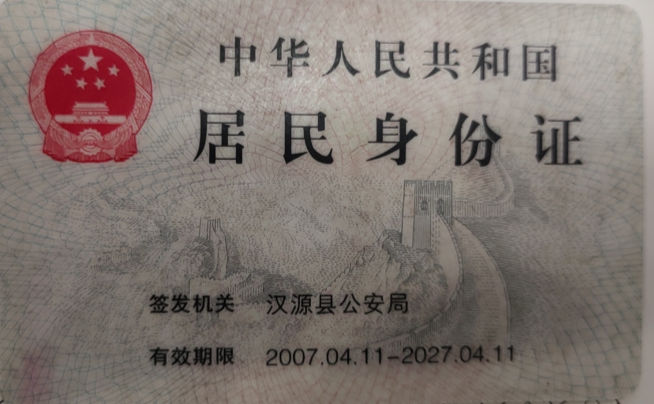 中华人民共和国
居民身份证
签发机关 汉源县公安局
有效期限 2007.04.11-2027.04.11